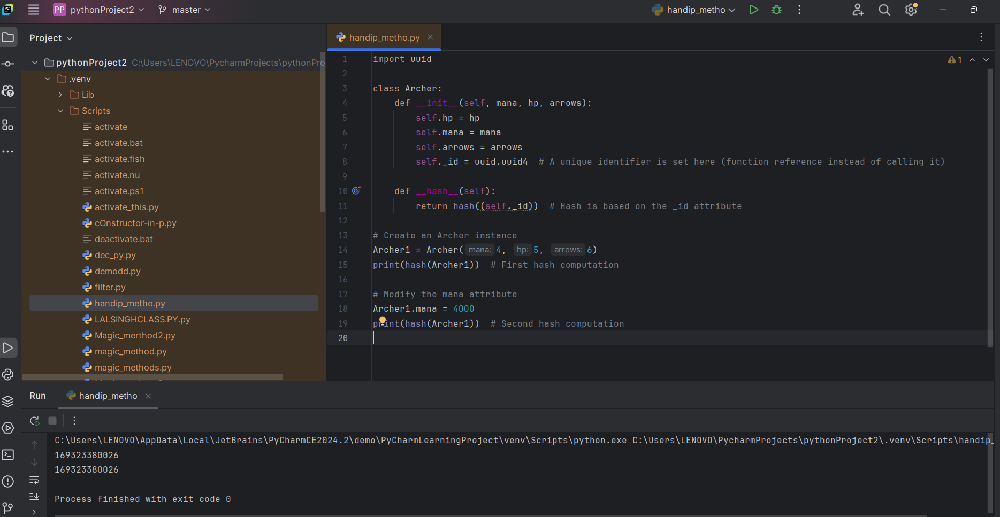 PP pythonProject2 master handip_metho
Project
handip_metho.py
pythonProject2 C:\Users\LENOVO\PycharmProjects\pythonPro
.venv
Lib
Scripts
activate
activate.bat
activate.fish
activate.nu
activate.ps1
activate_this.py
cOnstructor-in-p.py
deactivate.bat
dec_py.py
demodd.py
filter.py
handip_metho.py
LALSINGHCLASS.PY.py
Magic_merthod2.py
magic_method.py
magic_methods.py
1 import uuid
1
2
3 class Archer:
4 def __init__(self, mana, hp, arrows):
5 self.hp = hp
6 self.mana = mana
7 self.arrows = arrows
8 self._id = uuid.uuid4 # A unique identifier is set here (function reference instead of calling it)
9
10 def __hash__(self):
11 return hash((self._id)) # Hash is based on the _id attribute
12
13 # Create an Archer instance
14 Archer1 = Archer( mana: 4, hp: 5, arrows: 6)
15 print(hash(Archer1)) # First hash computation
16
17 # Modify the mana attribute
18 Archer1.mana = 4000
19 print(hash(Archer1)) # Second hash computation
20
Run handip_metho
C:\Users\LENOVO\AppData\Local\JetBrains\PyCharmCE2024.2\demo\PyCharmLearningProject\venv\Scripts\python.exe C:\Users\LENOVO\PycharmProjects\pythonProject2\.venv\Scripts\handip_
169323380026
169323380026
Process finished with exit code 0